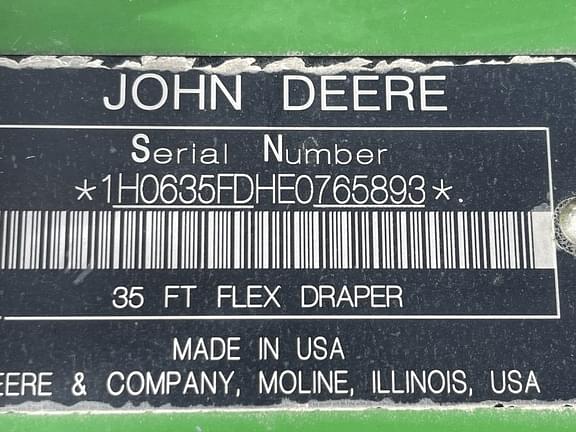 JOHN DEERE
Serial Number
*1H0635FDHE0765893*.
35 FT FLEX DRAPER
MADE IN USA
EERE & COMPANY, MOLINE, ILLINOIS, USA